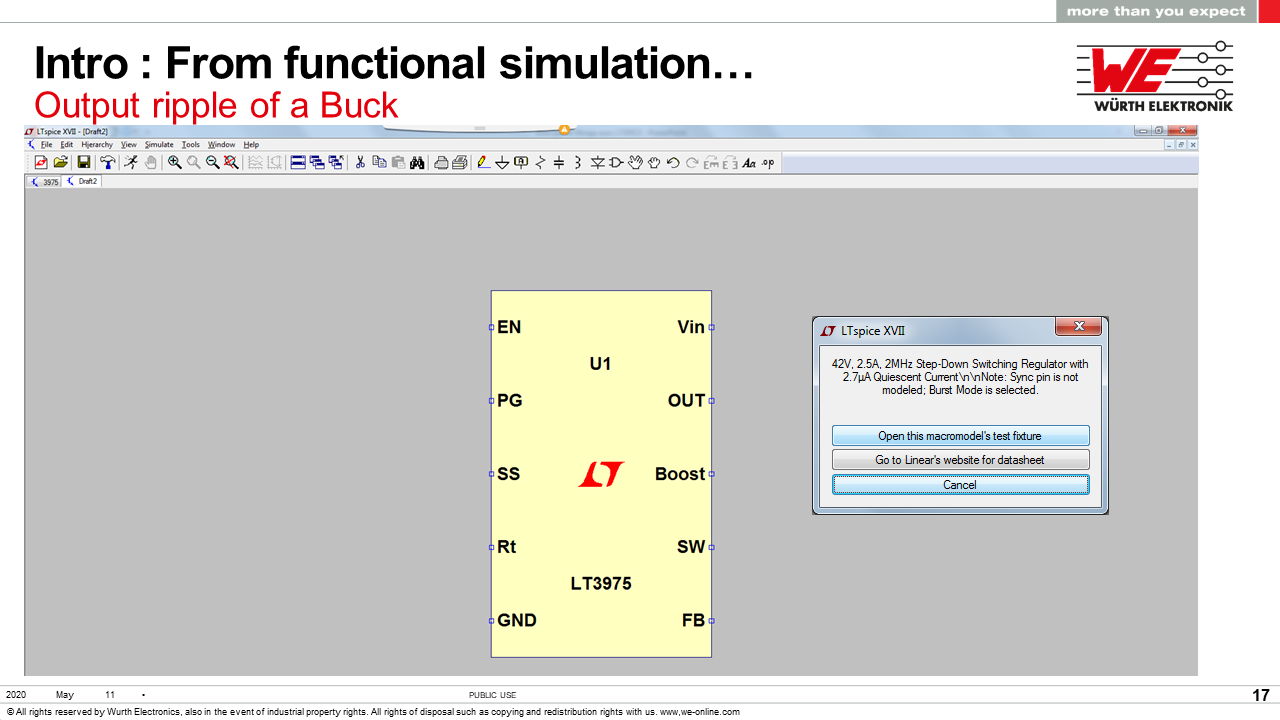 more than you expect
Intro : From functional simulation…
Output ripple of a Buck
WE
WÜRTH ELEKTRONIK
LTspice XVII - [Draft2]
File Edit Hierarchy View Simulate Tools Window Help
Aa .op
3975 Draft2
EN Vin
U1
PG OUT
SS Boost
Rt SW
LT3975
GND FB
LTspice XVII
42V, 2.5A, 2MHz Step-Down Switching Regulator with
2.7µA Quiescent Current\n\nNote: Sync pin is not
modeled; Burst Mode is selected.
Open this macromodel's test fixture
Go to Linear's website for datasheet
Cancel
2020 May 11 • PUBLIC USE 17
© All rights reserved by Wurth Electronics, also in the event of industrial property rights. All rights of disposal such as copying and redistribution rights with us. www,we-online.com